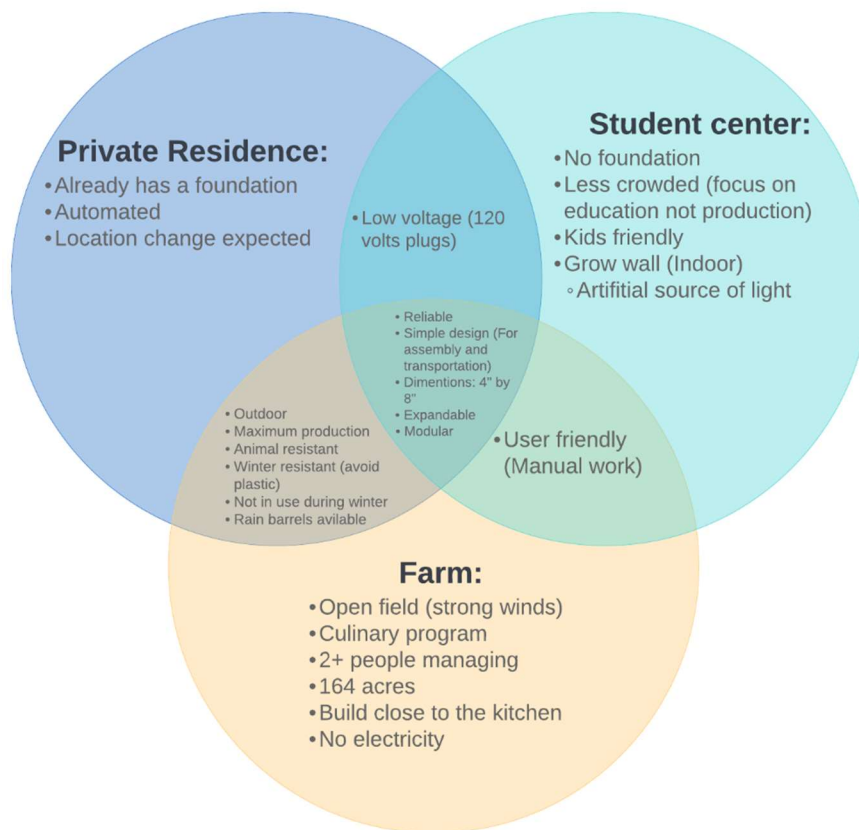 Private Residence:
•Already has a foundation
•Automated
•Location change expected
Student center:
•No foundation
•Less crowded (focus on
education not production)
•Kids friendly
•Grow wall (Indoor)
◦Artifitial source of light
•Low voltage (120
volts plugs)
• Reliable
• Simple design (For
assembly and
transportation)
• Dimentions: 4" by
8"
• Expandable
• Modular
• Outdoor
• Maximum production
• Animal resistant
• Winter resistant (avoid
plastic)
• Not in use during winter
• Rain barrels avilable
•User friendly
(Manual work)
Farm:
•Open field (strong winds)
•Culinary program
•2+ people managing
•164 acres
•Build close to the kitchen
•No electricity